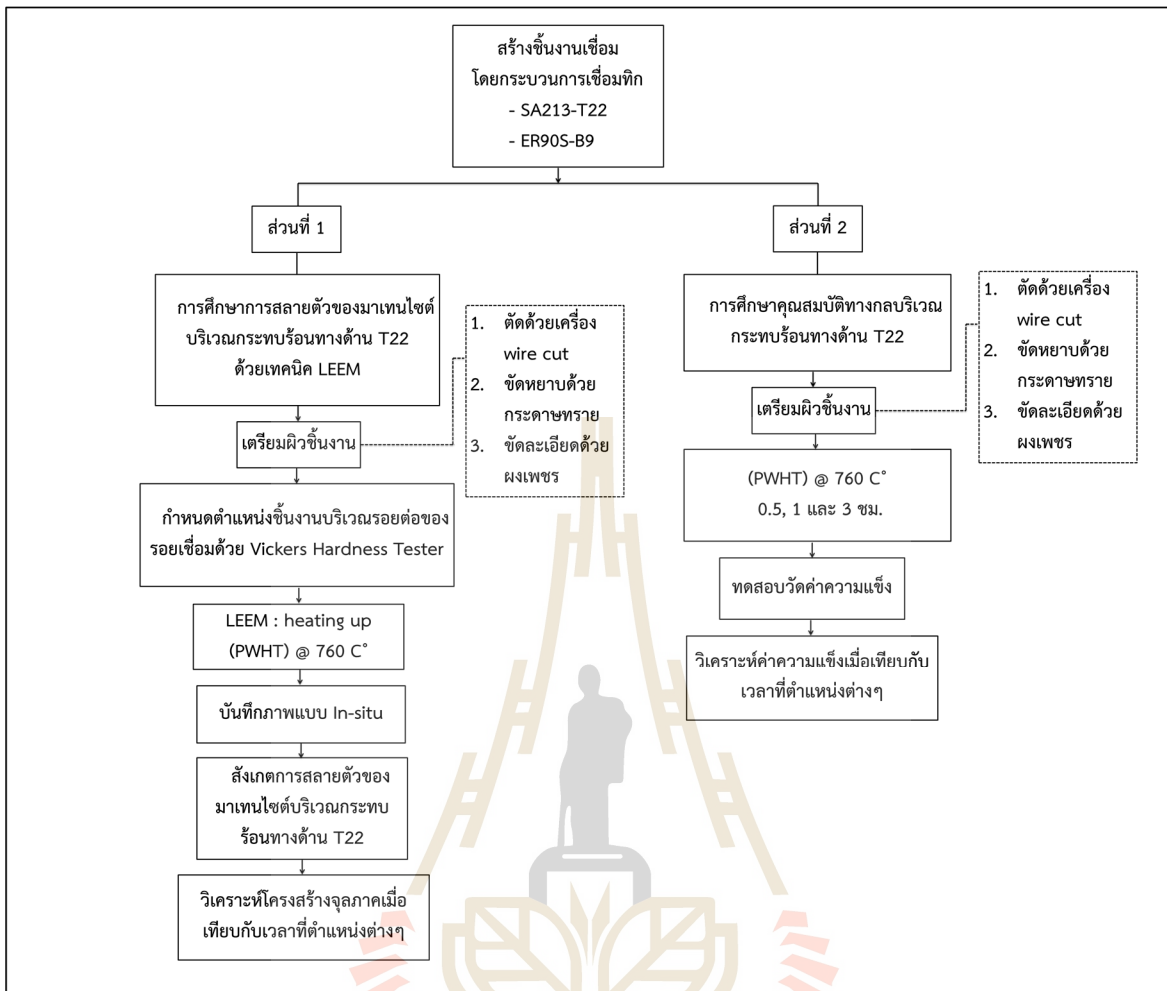 สร้างชิ้นงานเชื่อม
โดยกระบวนการเชื่อมทิก
- SA213-T22
- ER90S-B9
ส่วนที่ 1
การศึกษาการสลายตัวของมาเทนไซต์
บริเวณกระทบร้อนทางด้าน T22
ด้วยเทคนิค LEEM
เตรียมผิวชิ้นงาน
1. ตัดด้วยเครื่อง
wire cut
2. ขัดหยาบด้วย
กระดาษทราย
3. ขัดละเอียดด้วย
ผงเพชร
กำหนดตำแหน่งชิ้นงานบริเวณรอยต่อของ
รอยเชื่อมด้วย Vickers Hardness Tester
LEEM : heating up
(PWHT) @ 760 C°
บันทึกภาพแบบ In-situ
สังเกตการสลายตัวของ
มาเทนไซต์บริเวณกระทบ
ร้อนทางด้าน T22
วิเคราะห์โครงสร้างจุลภาคเมื่อ
เทียบกับเวลาที่ตำแหน่งต่างๆ
ส่วนที่ 2
การศึกษาคุณสมบัติทางกลบริเวณ
กระทบร้อนทางด้าน T22
เตรียมผิวชิ้นงาน
1. ตัดด้วยเครื่อง
wire cut
2. ขัดหยาบด้วย
กระดาษทราย
3. ขัดละเอียดด้วย
ผงเพชร
(PWHT) @ 760 C°
0.5, 1 และ 3 ชม.
ทดสอบวัดค่าความแข็ง
วิเคราะห์ค่าความแข็งเมื่อเทียบกับ
เวลาที่ตำแหน่งต่างๆ